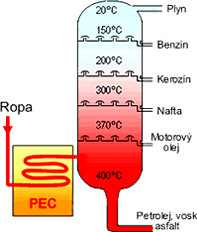 20°C
Plyn
150°C
Benzín
200°C
Kerozín
300°C
Nafta
370°C
Motorový
olej
400°C
Ropa
PEC
Petrolej, vosk
asfalt